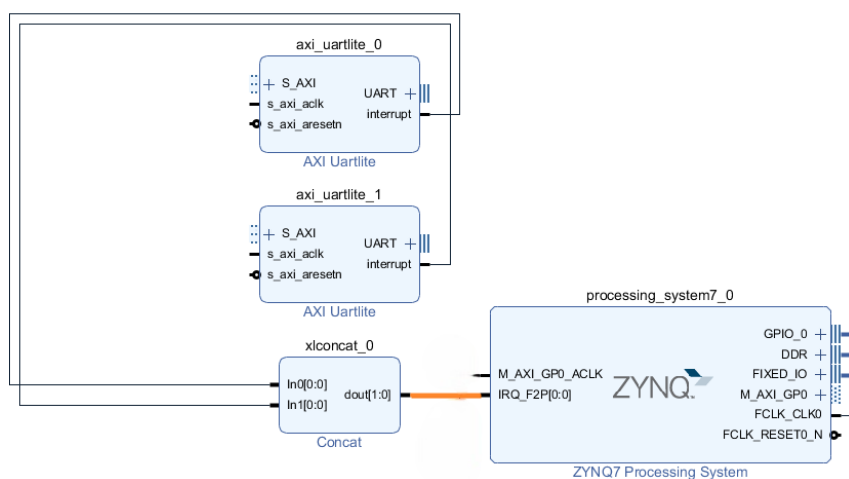 axi_uartlite_0
S_AXI
s_axi_aclk
s_axi_aresetn
UART
interrupt
AXI Uartlite
axi_uartlite_1
S_AXI
s_axi_aclk
s_axi_aresetn
UART
interrupt
AXI Uartlite
xlconcat_0
In0[0:0]
In1[0:0]
dout[1:0]
Concat
processing_system7_0
M_AXI_GP0_ACLK
IRQ_F2P[0:0]
ZYNQ
GPIO_0
DDR
FIXED_IO
M_AXI_GP0
FCLK_CLK0
FCLK_RESET0_N
ZYNQ7 Processing System